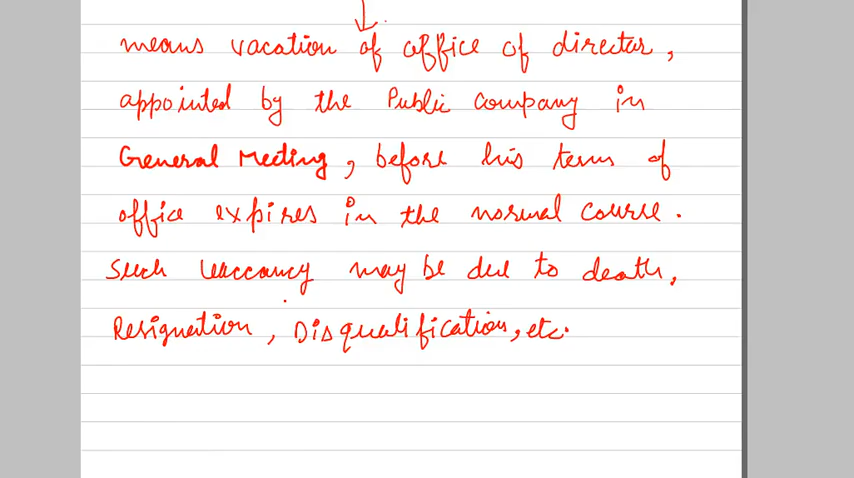 means vacation of office of director,
appointed by the Public company in
General Meeting, before his term of
office expires in the normal course.
Such vaccancy may be due to death,
Resignation, Disqualification, etc.